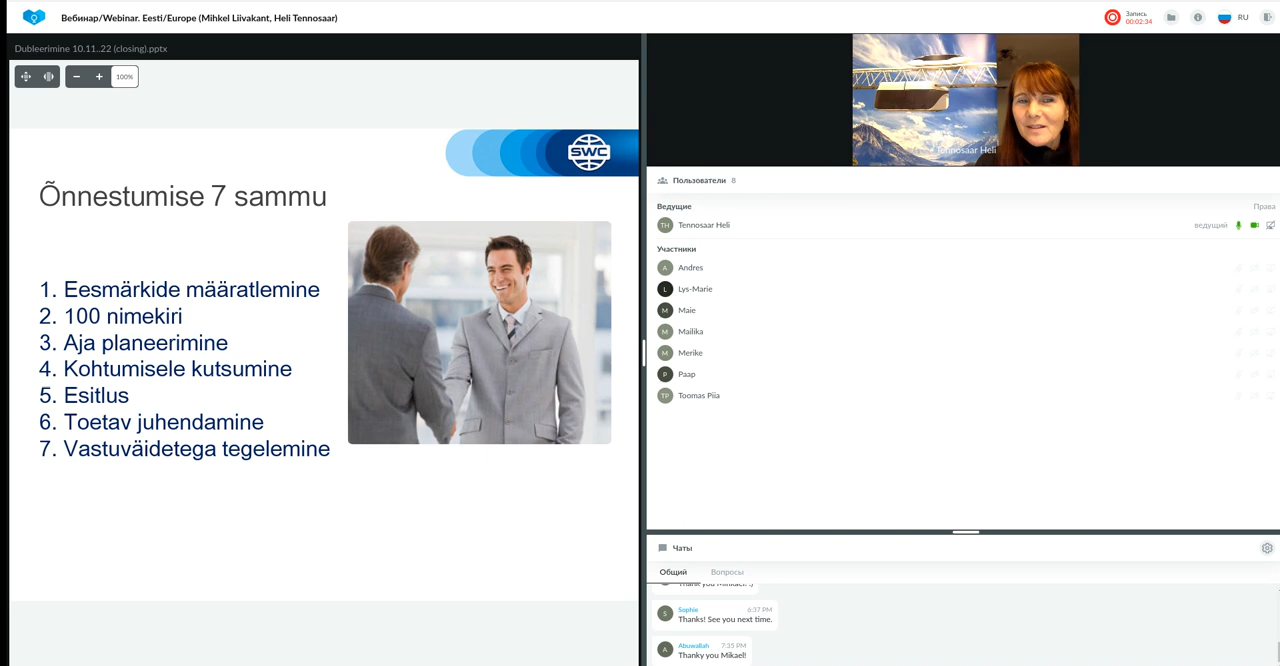 Вебинар/Webinar. Eesti/Europe (Mihkel Liivakant, Heli Tennosaar)
Запись
00:02:34
RU
Dubleerimine 10.11..22 (closing).pptx
100%
SWC
Õnnestumise 7 sammu
1. Eesmärkide määratlemine
2. 100 nimekiri
3. Aja planeerimine
4. Kohtumisele kutsumine
5. Esitlus
6. Toetav juhendamine
7. Vastuväidetega tegelemine
Tennosaar Heli
Пользователи 8
Ведущие Права
TH Tennosaar Heli ведущий
Участники
A Andres
L Lys-Marie
M Maie
M Mailika
M Merike
P Paap
TP Toomas Piia
Чаты
Общий Вопросы
S Sophie 6:37 PM
Thanks! See you next time.
A Abuwallah 7:35 PM
Thanky you Mikael!